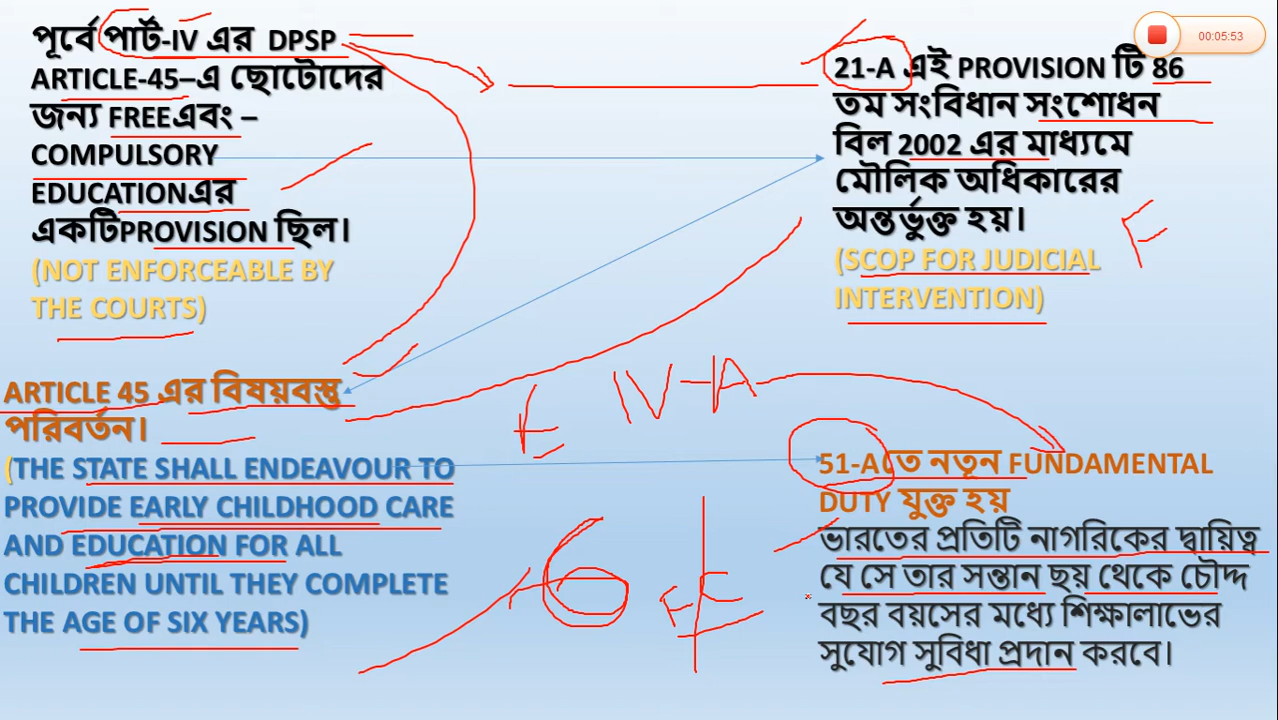 পূর্বে পার্ট-IV এর DPSP
ARTICLE-45–এ ছোটোদের
জন্য FREEএবং –
COMPULSORY
EDUCATIONএর
একটিPROVISION ছিল।
(NOT ENFORCEABLE BY
THE COURTS)
ARTICLE 45 এর বিষয়বস্তু
পরিবর্তন।
(THE STATE SHALL ENDEAVOUR TO
PROVIDE EARLY CHILDHOOD CARE
AND EDUCATION FOR ALL
CHILDREN UNTIL THEY COMPLETE
THE AGE OF SIX YEARS)
00:05:53
21-A এই PROVISION টি 86
তম সংবিধান সংশোধন
বিল 2002 এর মাধ্যমে
মৌলিক অধিকারের
অন্তর্ভুক্ত হয়।
(SCOP FOR JUDICIAL
INTERVENTION)
F
IV-A
E
6
51-Aতে নতূন FUNDAMENTAL
DUTY যুক্ত হয়
ভারতের প্রতিটি নাগরিকের দ্বায়িত্ব
যে সে তার সন্তান ছয় থেকে চৌদ্দ
বছর বয়সের মধ্যে শিক্ষালাভের
সুযোগ সুবিধা প্রদান করবে।